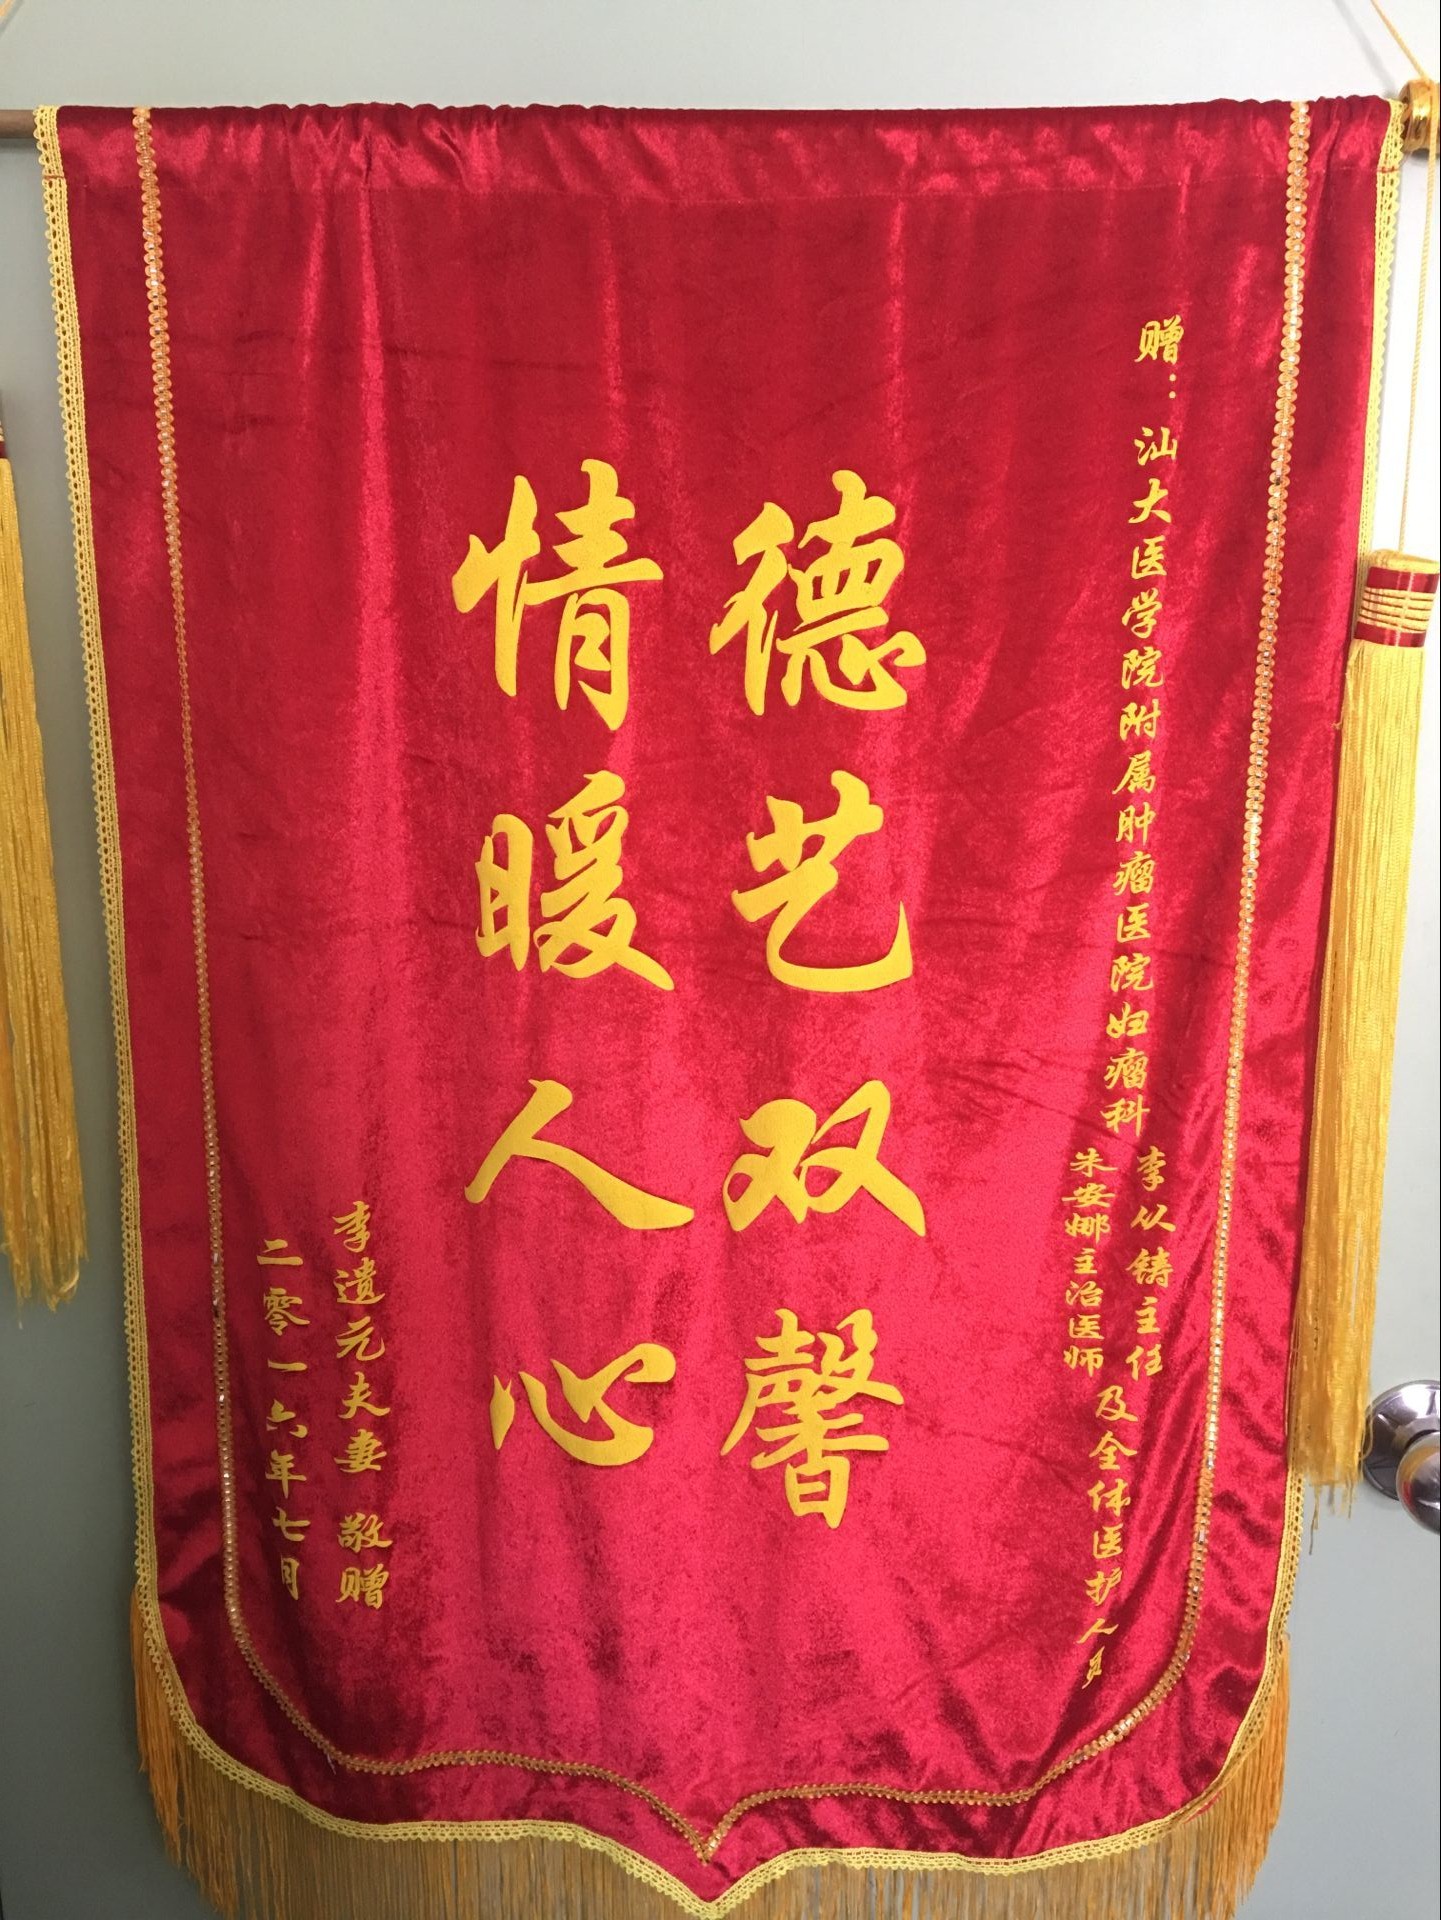 赠：汕大医学院附属肿瘤医院妇瘤科
李从铸主任
朱安娜主治医师
及全体医护人员
德艺双馨
情暖人心
李遗元夫妻 敬赠
二零一六年七月